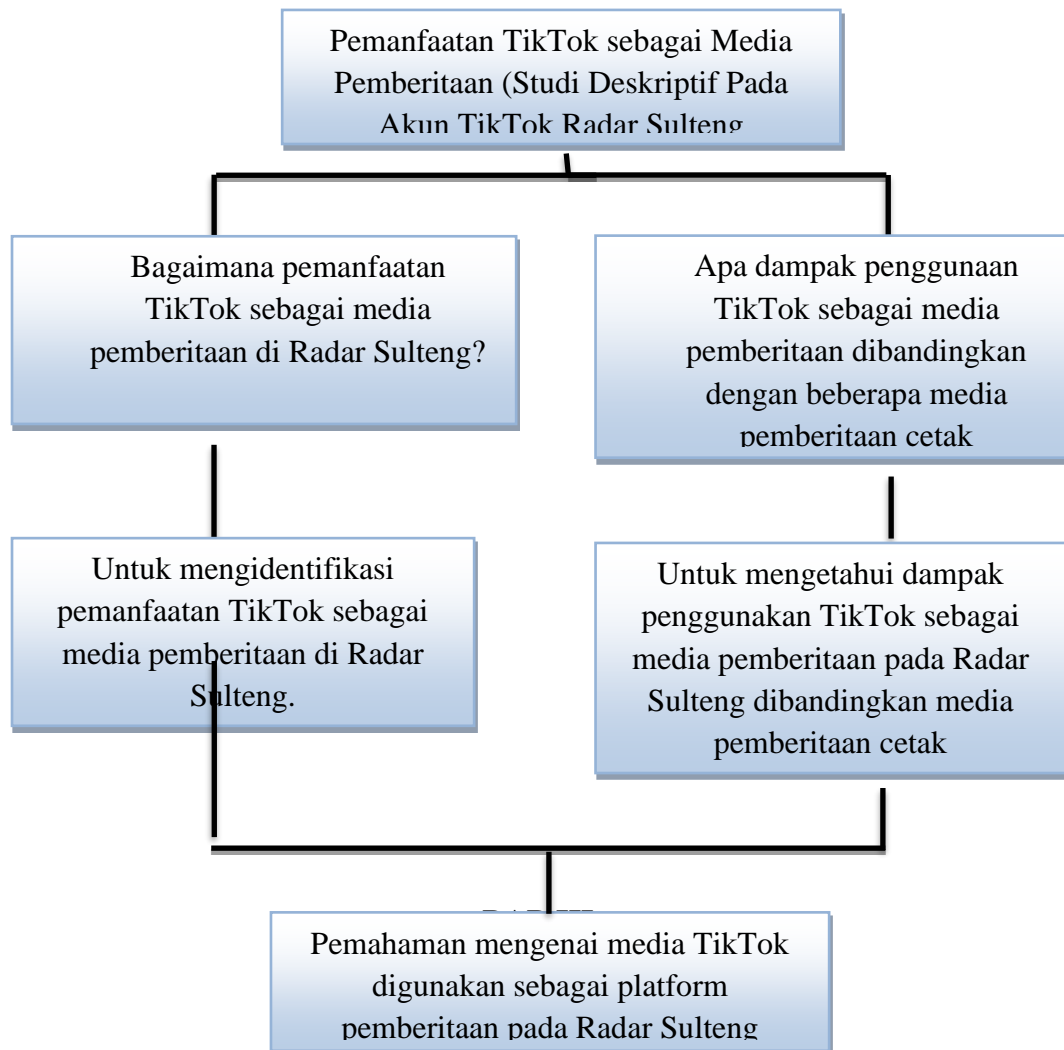 Pemanfaatan TikTok sebagai Media
Pemberitaan (Studi Deskriptif Pada
Akun TikTok Radar Sulteng
Bagaimana pemanfaatan
TikTok sebagai media
pemberitaan di Radar Sulteng?
Apa dampak penggunaan
TikTok sebagai media
pemberitaan dibandingkan
dengan beberapa media
pemberitaan cetak
Untuk mengidentifikasi
pemanfaatan TikTok sebagai
media pemberitaan di Radar
Sulteng.
Untuk mengetahui dampak
penggunakan TikTok sebagai
media pemberitaan pada Radar
Sulteng dibandingkan media
pemberitaan cetak
Pemahaman mengenai media TikTok
digunakan sebagai platform
pemberitaan pada Radar Sulteng